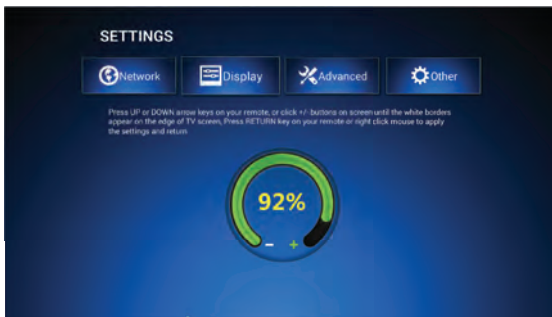 SETTINGS
Network Display Advanced Other
Press UP or DOWN arrow keys on your remote, or click +/- buttons on screen until the white borders
appear on the edge of TV screen, Press RETURN key on your remote or right click mouse to apply
the settings and return
92%
- +